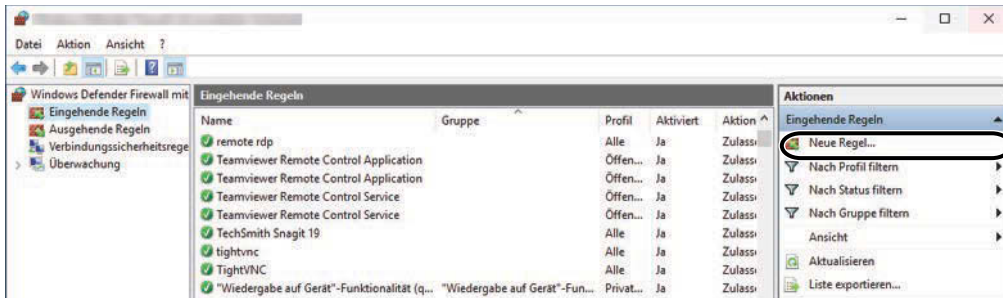 Datei Aktion Ansicht ?
Windows Defender Firewall mit
Eingehende Regeln
Ausgehende Regeln
Verbindungssicherheitsrege
Überwachung
Eingehende Regeln
Name Gruppe Profil Aktiviert Aktion
remote rdp Alle Ja Zulass
Teamviewer Remote Control Application Öffen... Ja Zulass
Teamviewer Remote Control Application Öffen... Ja Zulass
Teamviewer Remote Control Service Öffen... Ja Zulass
Teamviewer Remote Control Service Öffen... Ja Zulass
TechSmith Snagit 19 Alle Ja Zulass
tightvnc Alle Ja Zulass
TightVNC Alle Ja Zulass
"Wiedergabe auf Gerät"-Funktionalität (q... "Wiedergabe auf Gerät"-Fun... Privat... Ja Zulass
Aktionen
Eingehende Regeln
Neue Regel...
Nach Profil filtern
Nach Status filtern
Nach Gruppe filtern
Ansicht
Aktualisieren
Liste exportieren...